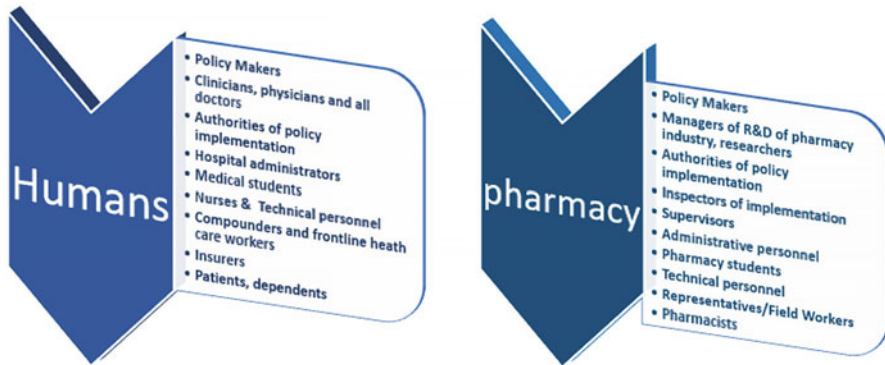 Humans
• Policy Makers
• Clinicians, physicians and all
doctors
• Authorities of policy
implementation
• Hospital administrators
• Medical students
• Nurses & Technical personnel
• Compounders and frontline heath
care workers
• Insurers
• Patients, dependents
pharmacy
• Policy Makers
• Managers of R&D of pharmacy
industry, researchers
• Authorities of policy
implementation
• Inspectors of implementation
• Supervisors
• Administrative personnel
• Pharmacy students
• Technical personnel
• Representatives/Field Workers
• Pharmacists